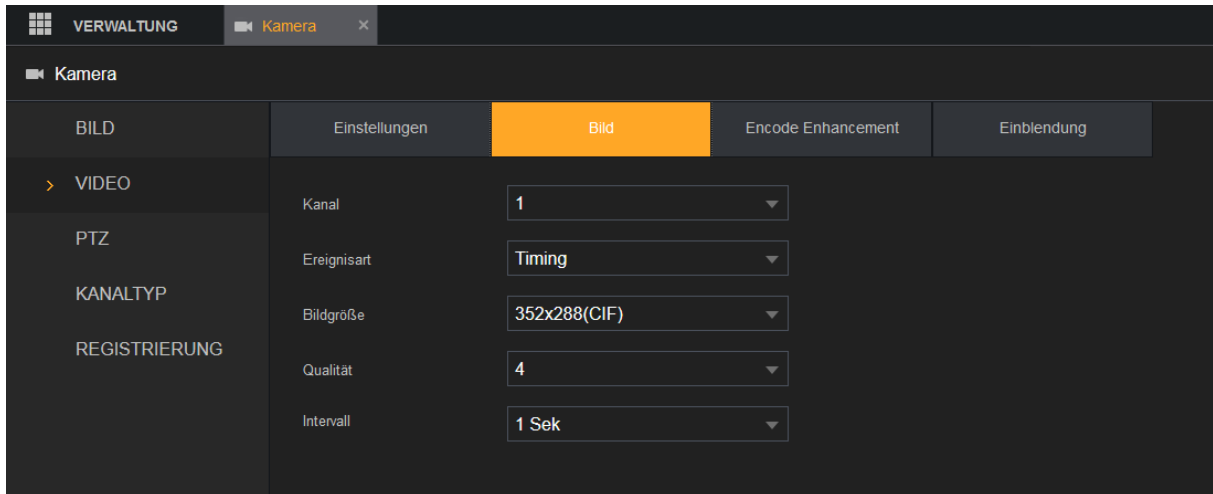 VERWALTUNG Kamera ×
Kamera
BILD
VIDEO
PTZ
KANALTYP
REGISTRIERUNG
Einstellungen Bild Encode Enhancement Einblendung
Kanal 1
Ereignisart Timing
Bildgröße 352x288(CIF)
Qualität 4
Intervall 1 Sek